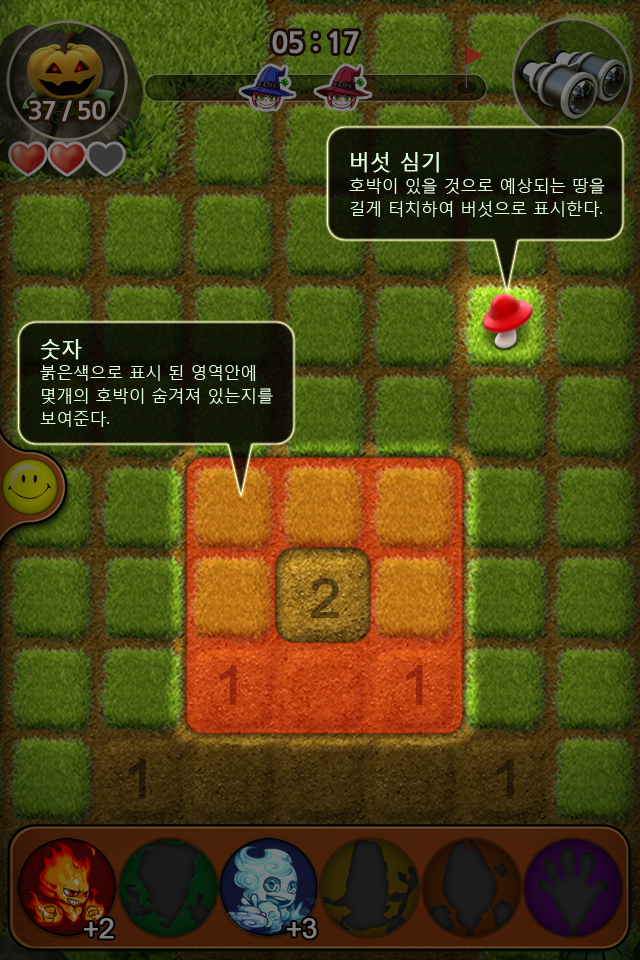 05:17
37 / 50
버섯 심기
호박이 있을 것으로 예상되는 땅을
길게 터치하여 버섯으로 표시한다.
숫자
붉은색으로 표시 된 영역안에
몇개의 호박이 숨겨져 있는지를
보여준다.
2
1 1
1 1
+2 +3